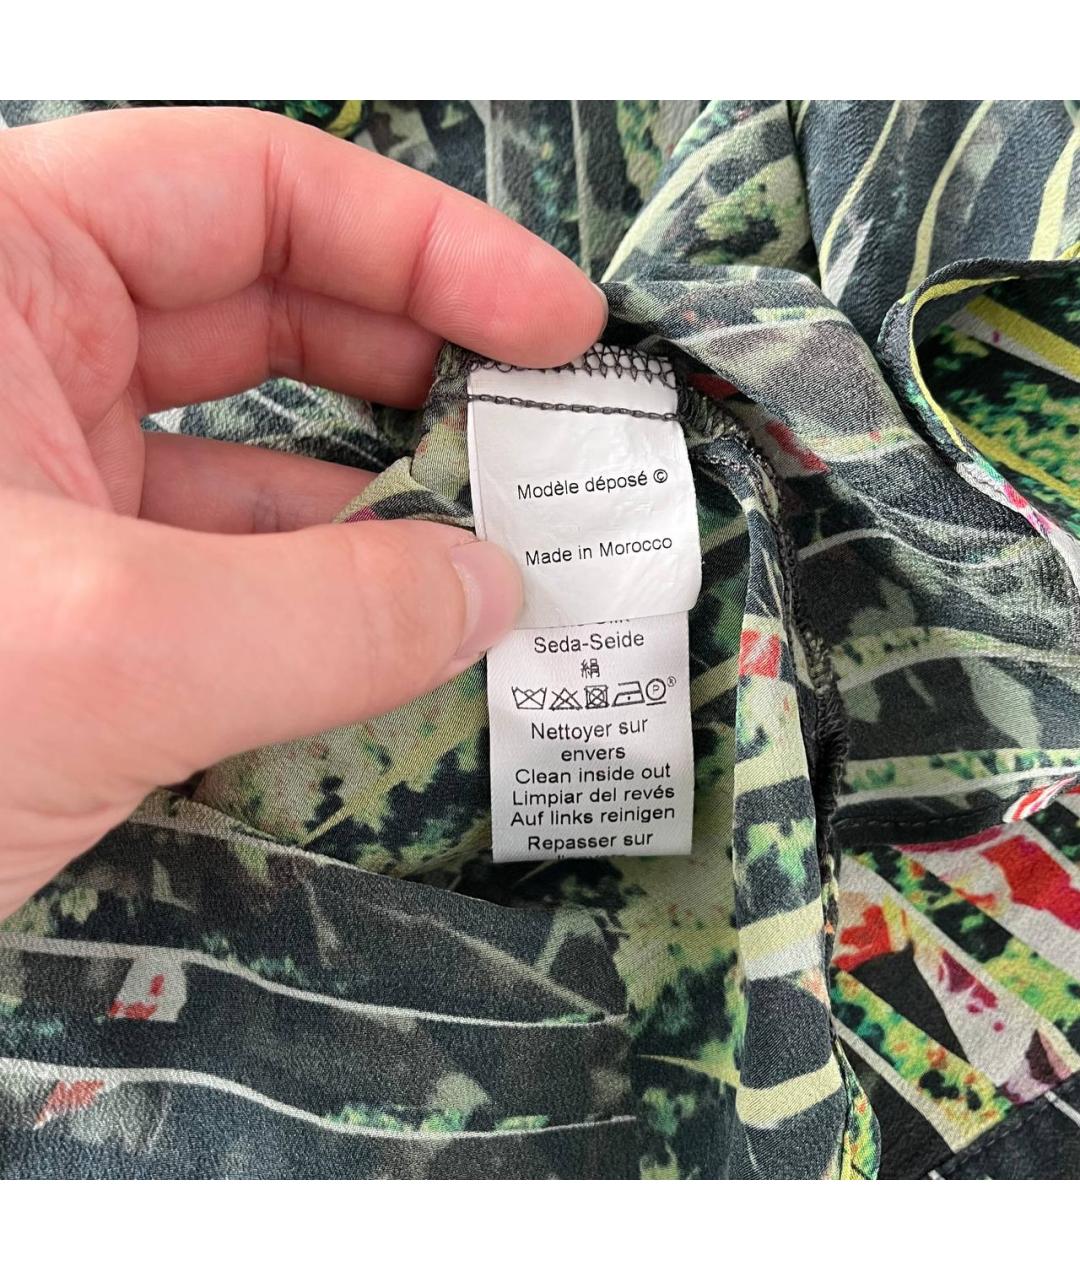 Modèle déposé ©
Made in Morocco
Seda-Seide
絹
P
Nettoyer sur
envers
Clean inside out
Limpiar del revés
Auf links reinigen
Repasser sur